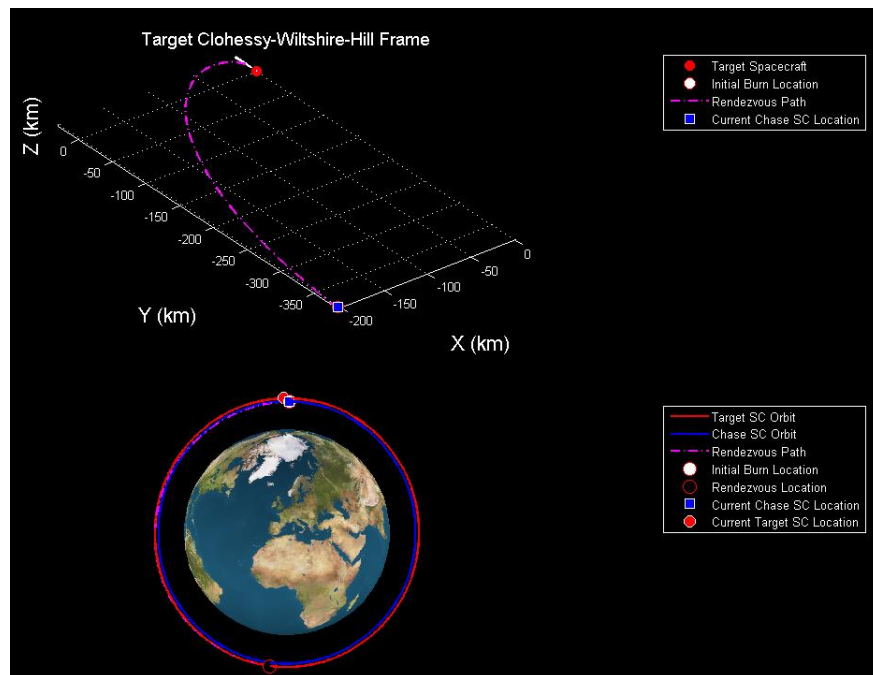 Target Clohessy-Wiltshire-Hill Frame
Target Spacecraft
Initial Burn Location
Rendezvous Path
Current Chase SC Location
Z (km)
0
-50
-100
-150
-200
-250
-300
-350
Y (km)
0
-50
-100
-150
-200
X (km)
Target SC Orbit
Chase SC Orbit
Rendezvous Path
Initial Burn Location
Rendezvous Location
Current Chase SC Location
Current Target SC Location